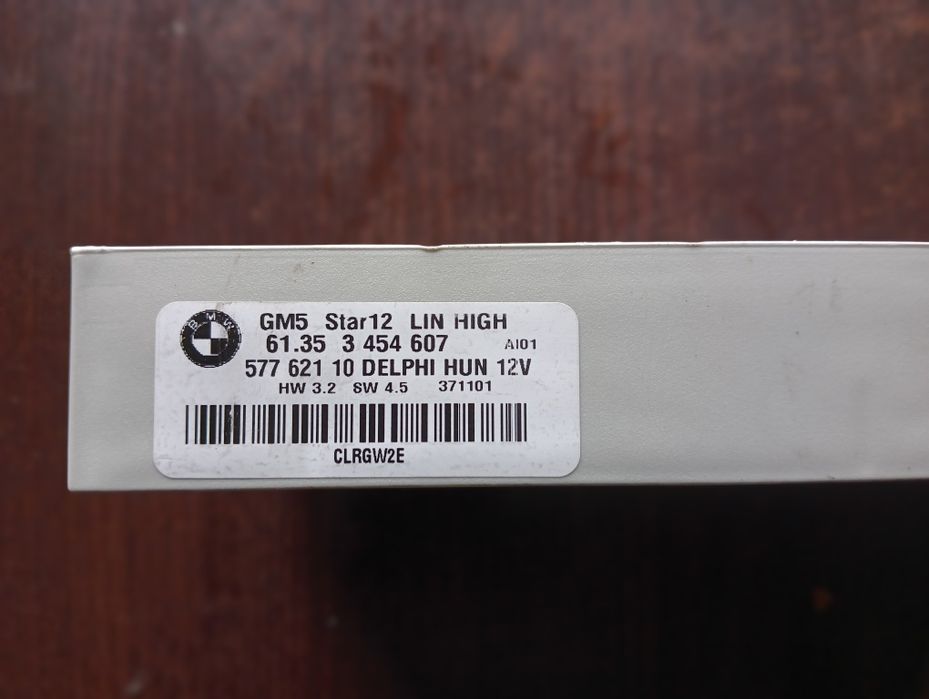 BMW
GM5 Star12 LIN HIGH
61.35 3 454 607 AI01
577 621 10 DELPHI HUN 12V
HW 3.2 SW 4.5 371101
CLRGW2E